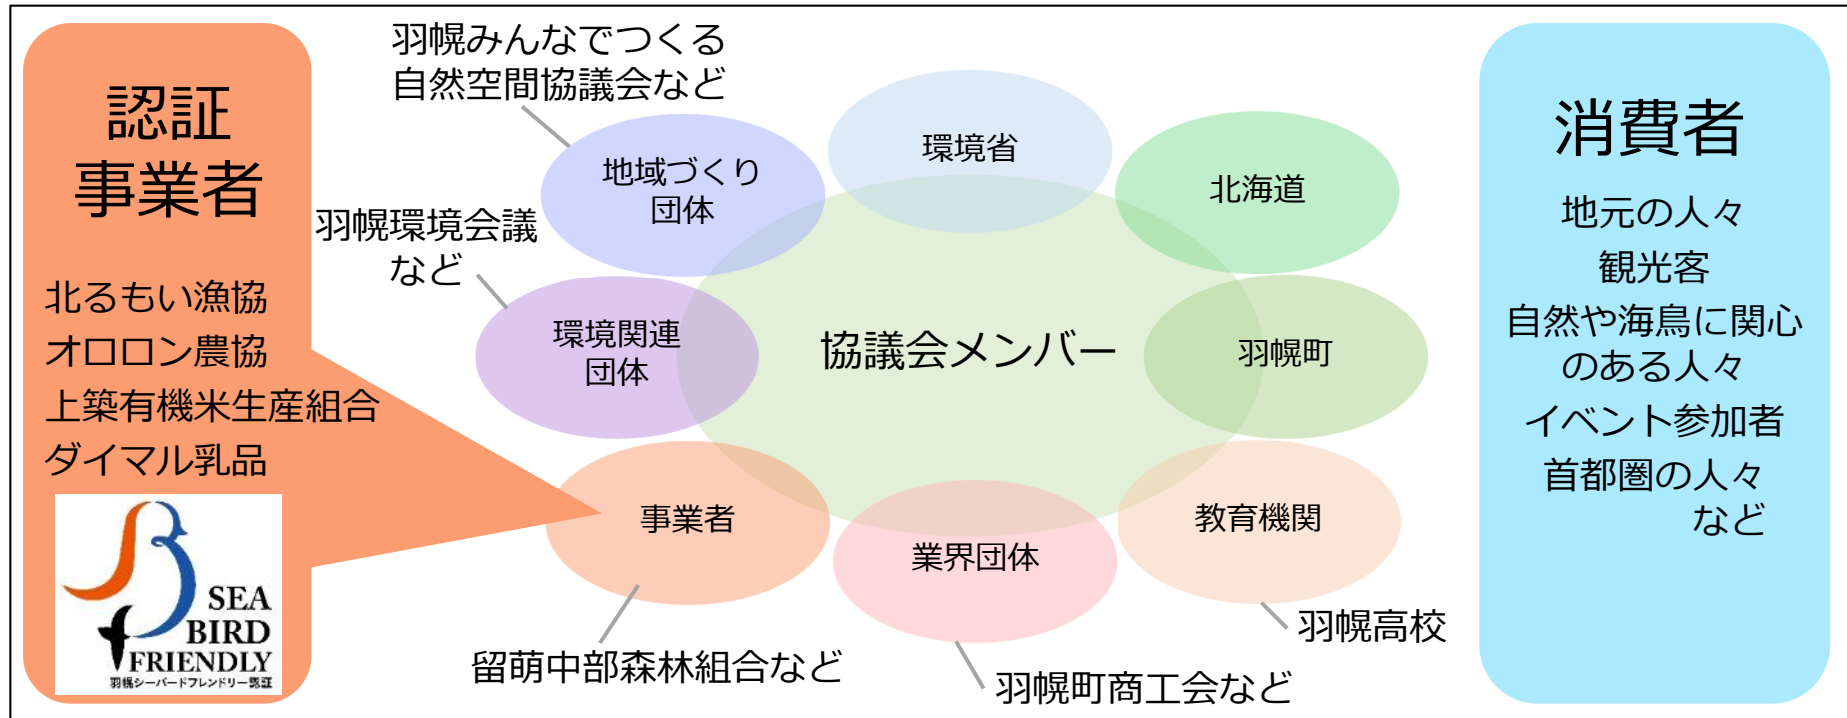 認証
事業者
北るもい漁協
オロロン農協
上築有機米生産組合
ダイマル乳品
SEA
BIRD
FRIENDLY
羽幌シーバードフレンドリー認証
羽幌みんなでつくる
自然空間協議会など
地域づくり
団体
環境省
北海道
羽幌環境会議
など
環境関連
団体
協議会メンバー
羽幌町
事業者
業界団体
教育機関
留萌中部森林組合など
羽幌町商工会など
羽幌高校
消費者
地元の人々
観光客
自然や海鳥に関心
のある人々
イベント参加者
首都圏の人々
など